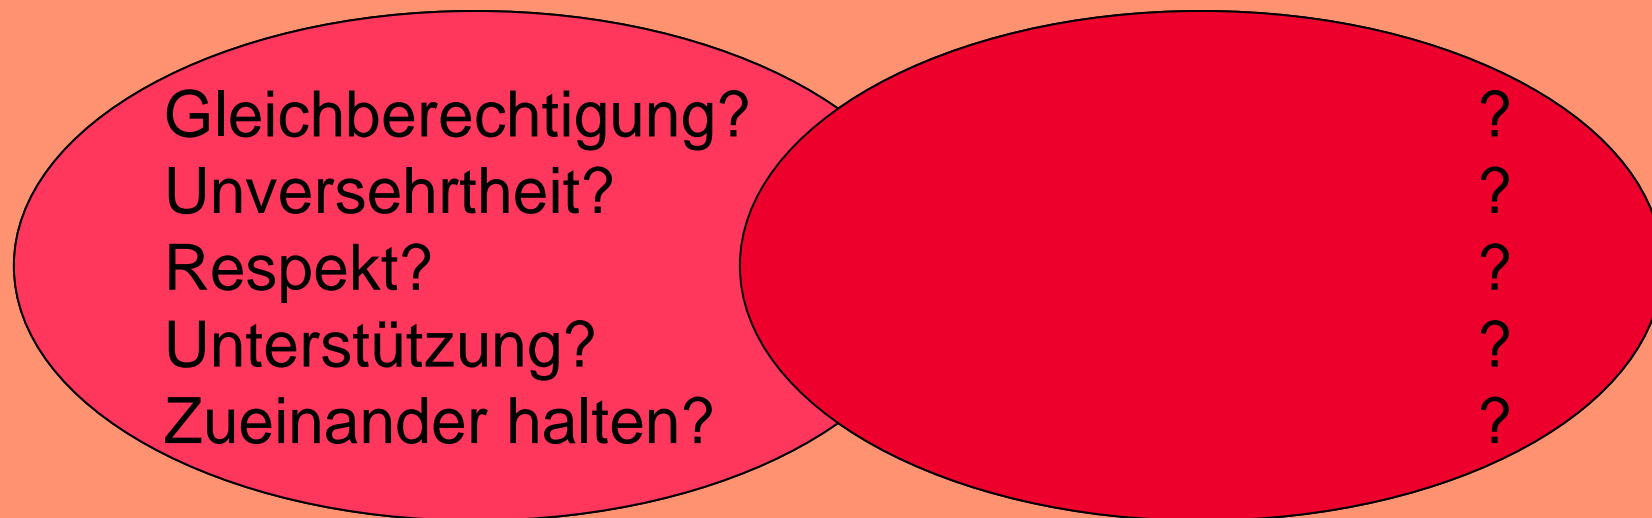 Gleichberechtigung? ?
Unversehrtheit? ?
Respekt? ?
Unterstützung? ?
Zueinander halten? ?